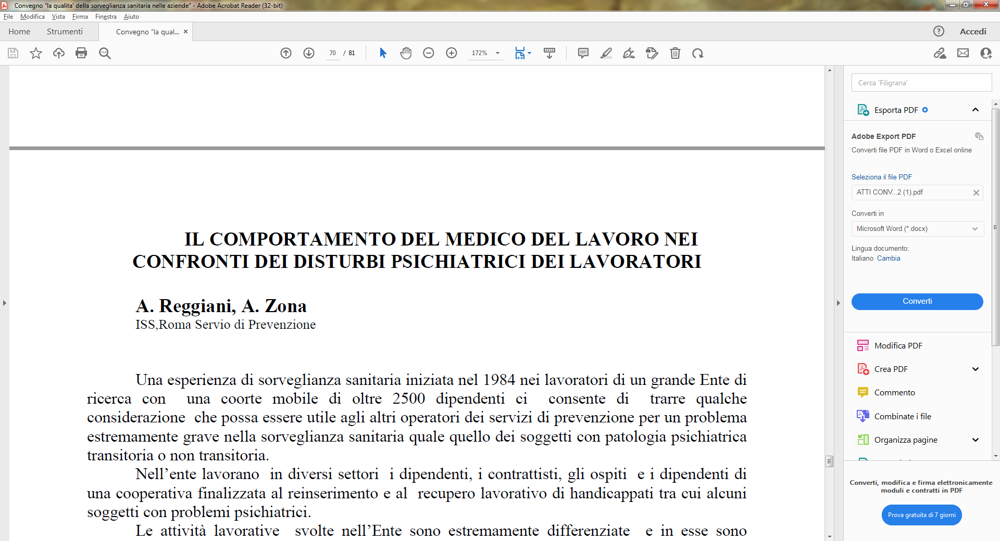 Convegno "la qualita' della sorveglianza sanitaria nelle aziende" - Adobe Acrobat Reader (32-bit)
File Modifica Vista Firma Finestra Aiuto
Home Strumenti Convegno "la qual... × Accedi
70 / 81 172%
Cerca 'Filigrana'
Esporta PDF
Adobe Export PDF
Converti file PDF in Word o Excel online
Seleziona il file PDF
ATTI CONV...2 (1).pdf
Converti in
Microsoft Word (*.docx)
Lingua documento:
Italiano Cambia
Converti
Modifica PDF
Crea PDF
Commento
Combinate i file
Organizza pagine
Converti, modifica e firma elettronicamente
moduli e contratti in PDF
Prova gratuita di 7 giorni
IL COMPORTAMENTO DEL MEDICO DEL LAVORO NEI
CONFRONTI DEI DISTURBI PSICHIATRICI DEI LAVORATORI
A. Reggiani, A. Zona
ISS,Roma Servio di Prevenzione
Una esperienza di sorveglianza sanitaria iniziata nel 1984 nei lavoratori di un grande Ente di
ricerca con una coorte mobile di oltre 2500 dipendenti ci consente di trarre qualche
considerazione che possa essere utile agli altri operatori dei servizi di prevenzione per un problema
estremamente grave nella sorveglianza sanitaria quale quello dei soggetti con patologia psichiatrica
transitoria o non transitoria.
Nell'ente lavorano in diversi settori i dipendenti, i contrattisti, gli ospiti e i dipendenti di
una cooperativa finalizzata al reinserimento e al recupero lavorativo di handicappati tra cui alcuni
soggetti con problemi psichiatrici.
Le attività lavorative svolte nell'Ente sono estremamente differenziate e in esse sono